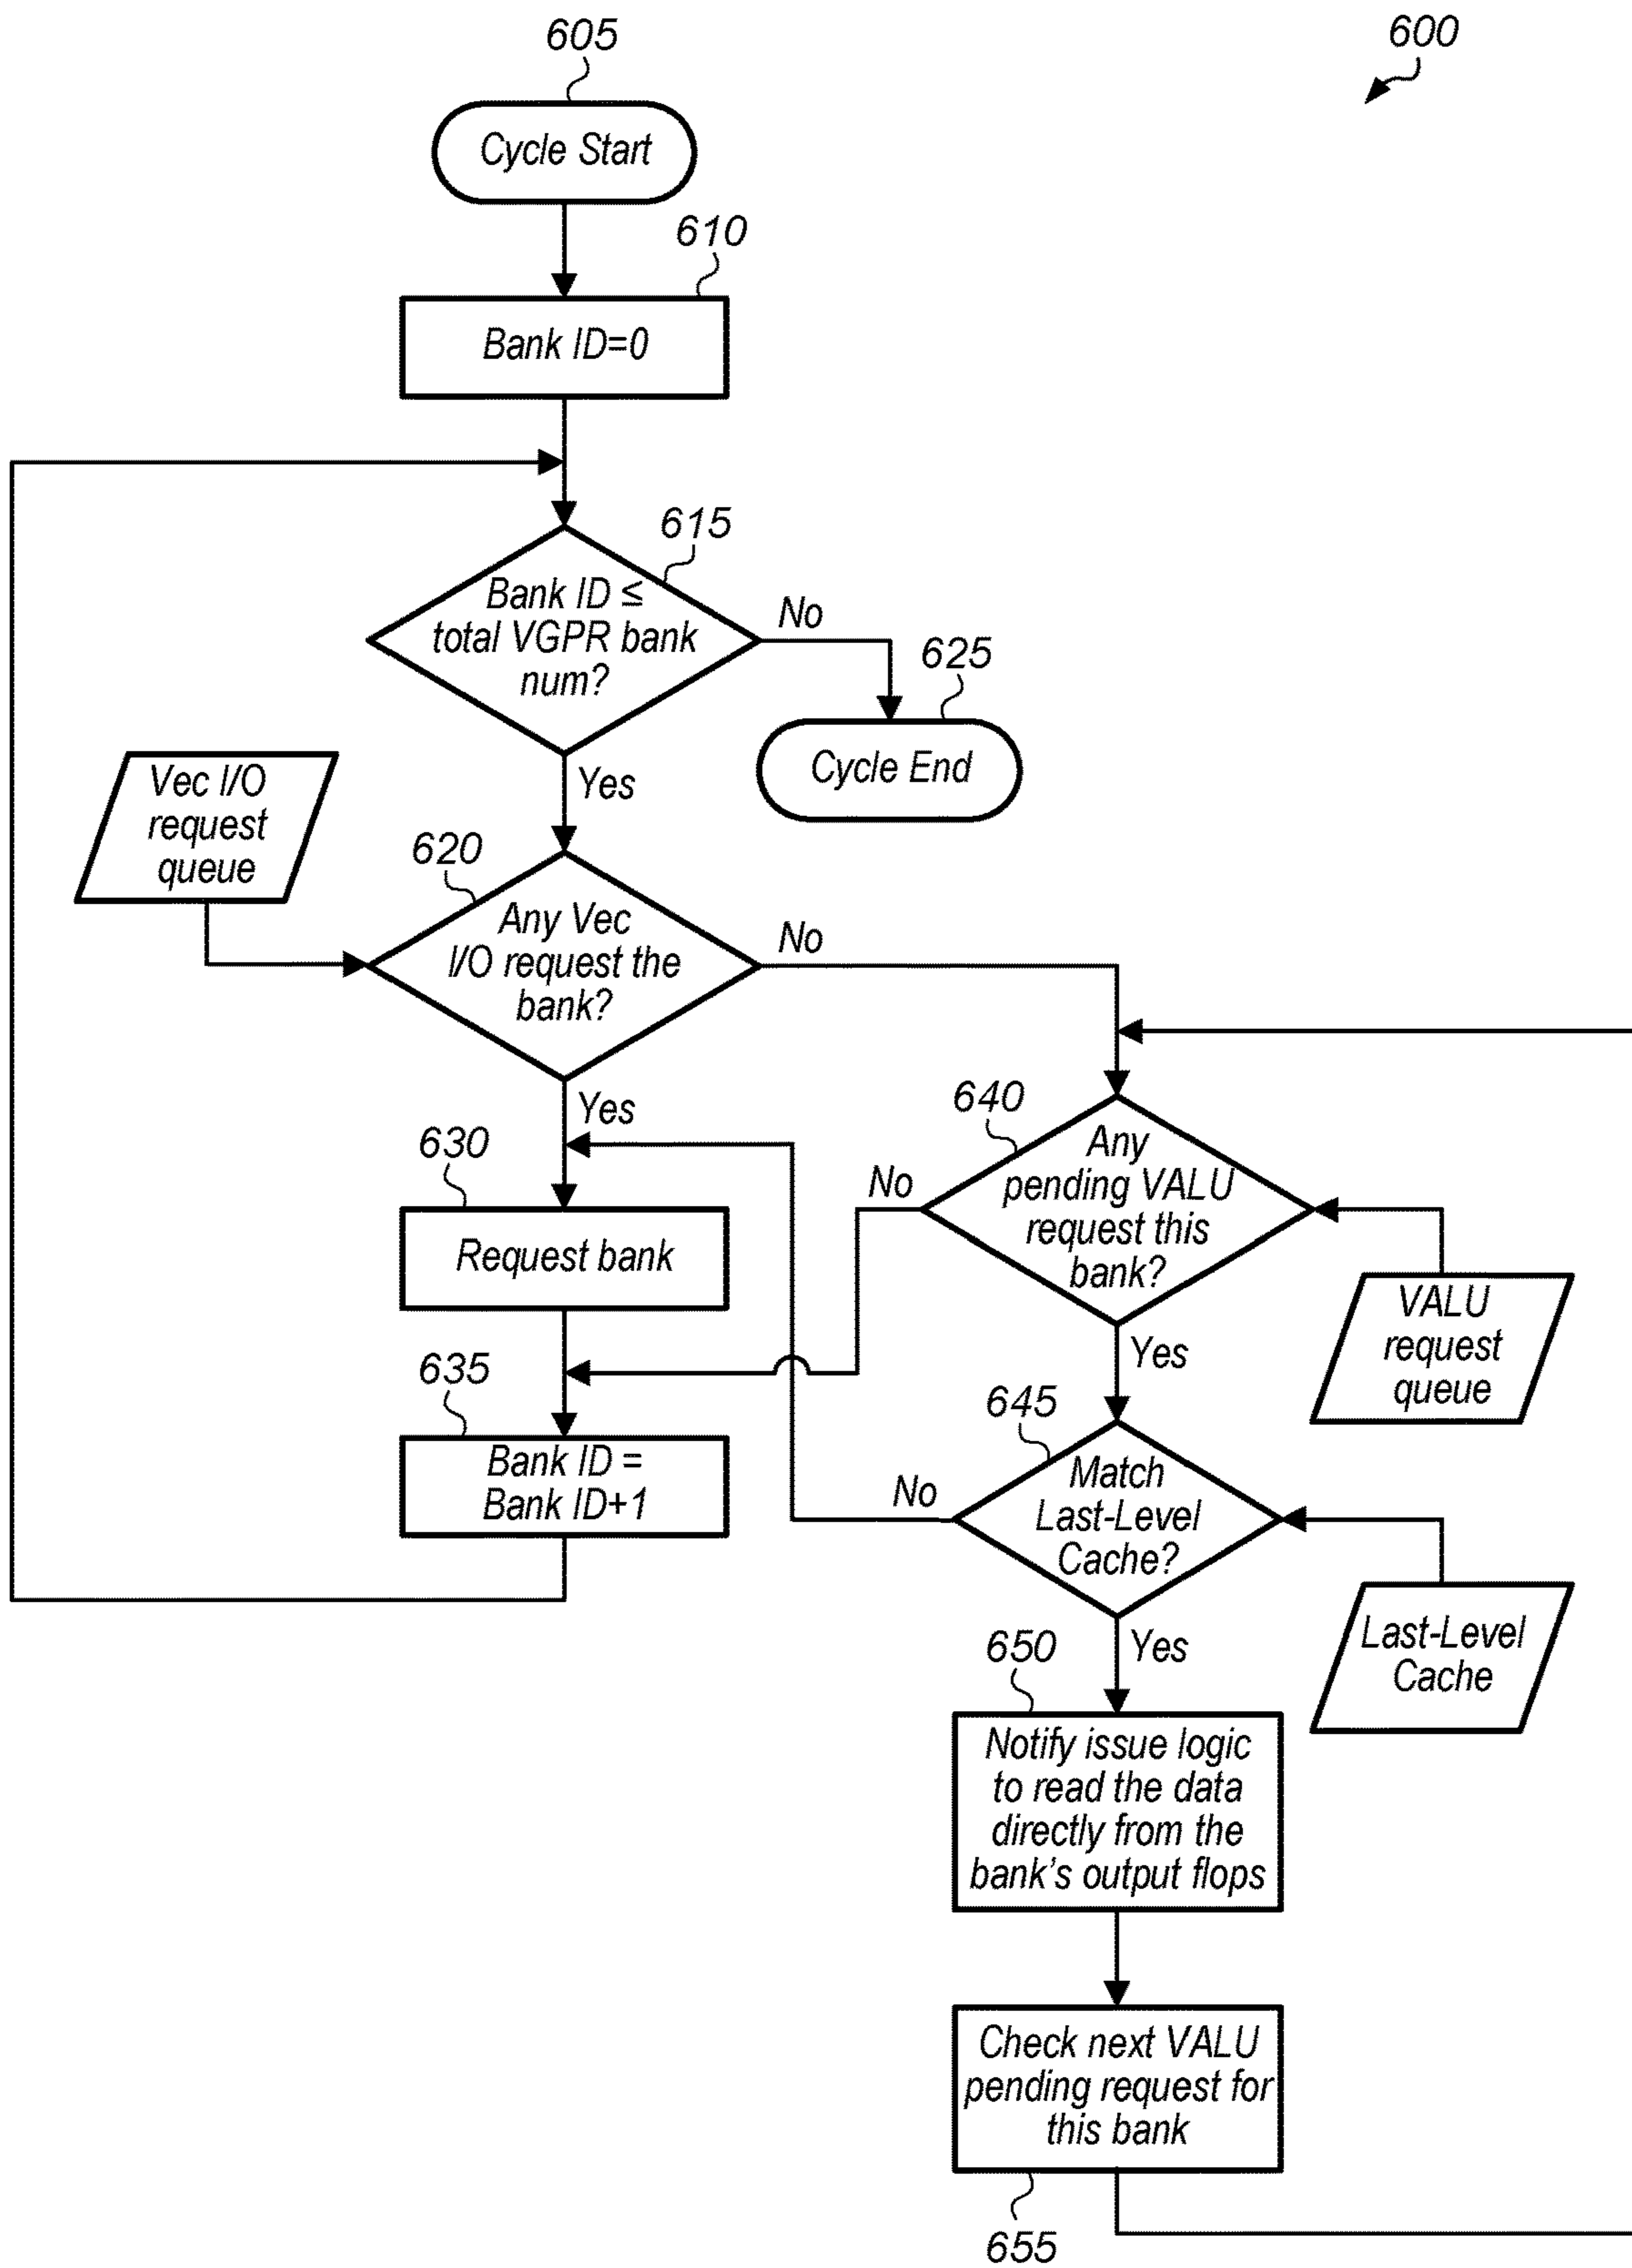 605
600
Cycle Start
610
Bank ID=0
615
Bank ID ≤
total VGPR bank
num?
No
625
Cycle End
Yes
Vec I/O
request
queue
620
Any Vec
I/O request the
bank?
No
Yes
630
Request bank
640
Any
pending VALU
request this
bank?
No
VALU
request
queue
Yes
635
Bank ID =
Bank ID+1
645
Match
Last-Level
Cache?
No
Last-Level
Cache
Yes
650
Notify issue logic
to read the data
directly from the
bank's output flops
Check next VALU
pending request for
this bank
655